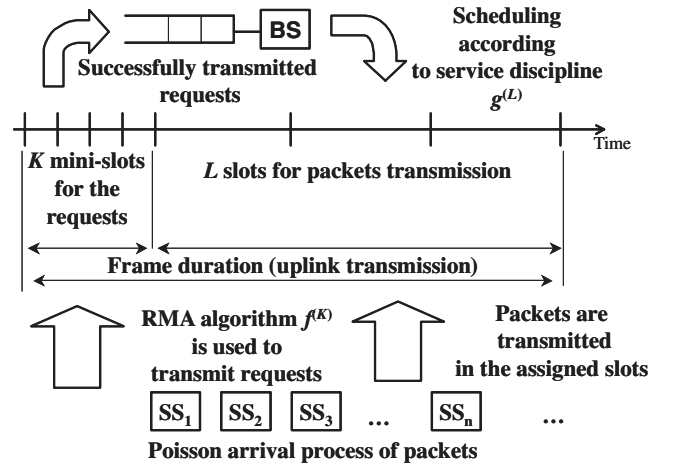 BS
Successfully transmitted
requests
Scheduling
according
to service discipline
g(L)
Time
K mini-slots
for the
requests
L slots for packets transmission
Frame duration (uplink transmission)
RMA algorithm f(K)
is used to
transmit requests
Packets are
transmitted
in the assigned slots
SS1 SS2 SS3 ... SSn ...
Poisson arrival process of packets